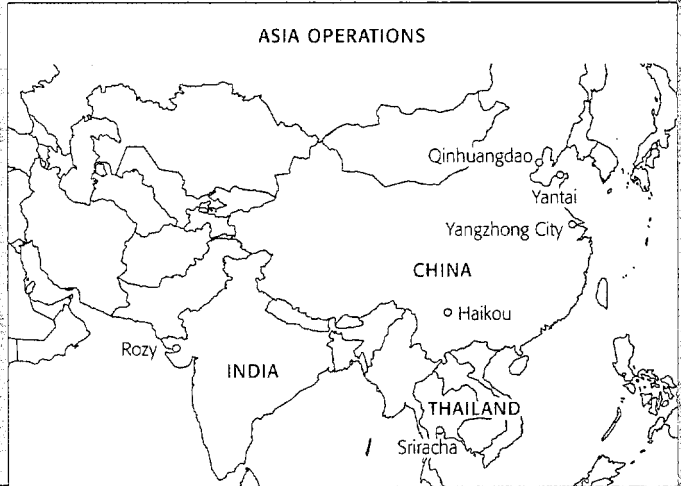 ASIA OPERATIONS
Qinhuangdao
Yantai
Yangzhong City
CHINA
Haikou
Rozy
INDIA
THAILAND
Sriracha